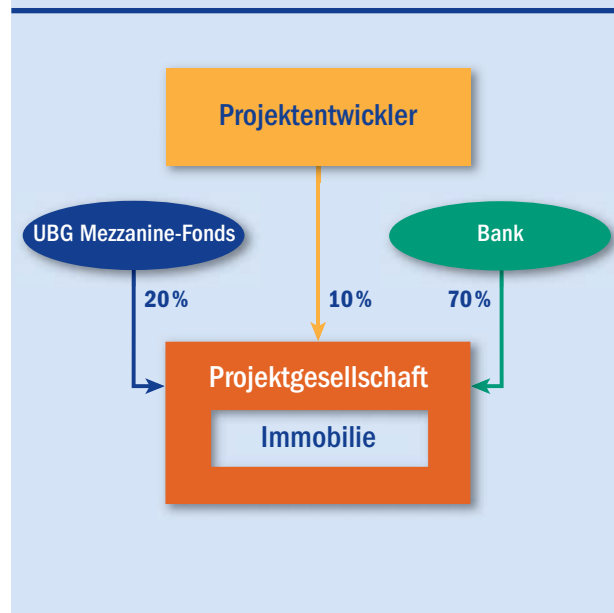 Projektentwickler
UBG Mezzanine-Fonds
Bank
20%
10%
70%
Projektgesellschaft
Immobilie